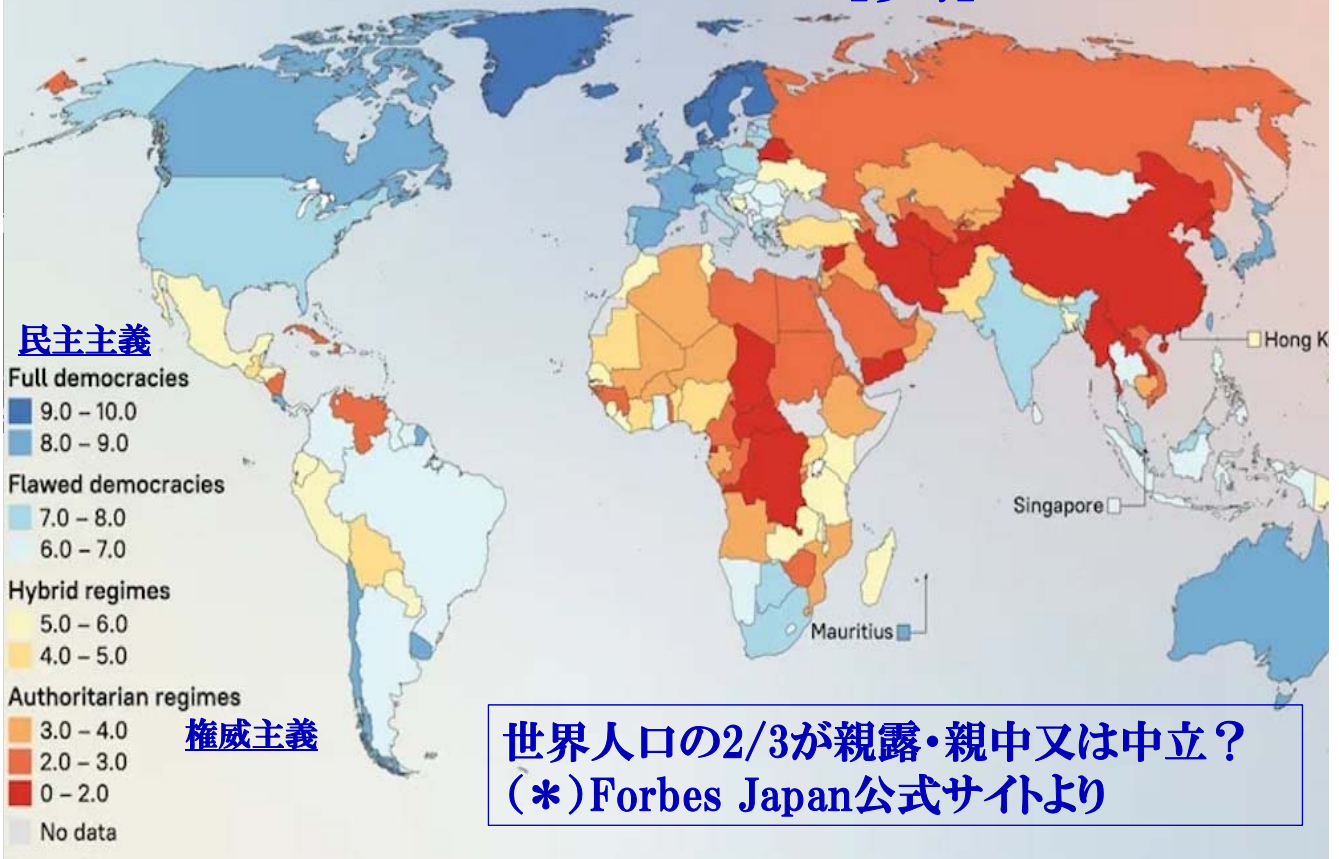 民主主義
Full democracies
9.0 – 10.0
8.0 – 9.0
Flawed democracies
7.0 – 8.0
6.0 – 7.0
Hybrid regimes
5.0 – 6.0
4.0 – 5.0
Authoritarian regimes
3.0 – 4.0
2.0 – 3.0
0 – 2.0
No data
権威主義
Hong K
Singapore
Mauritius
世界人口の2/3が親露・親中又は中立？
（＊）Forbes Japan公式サイトより